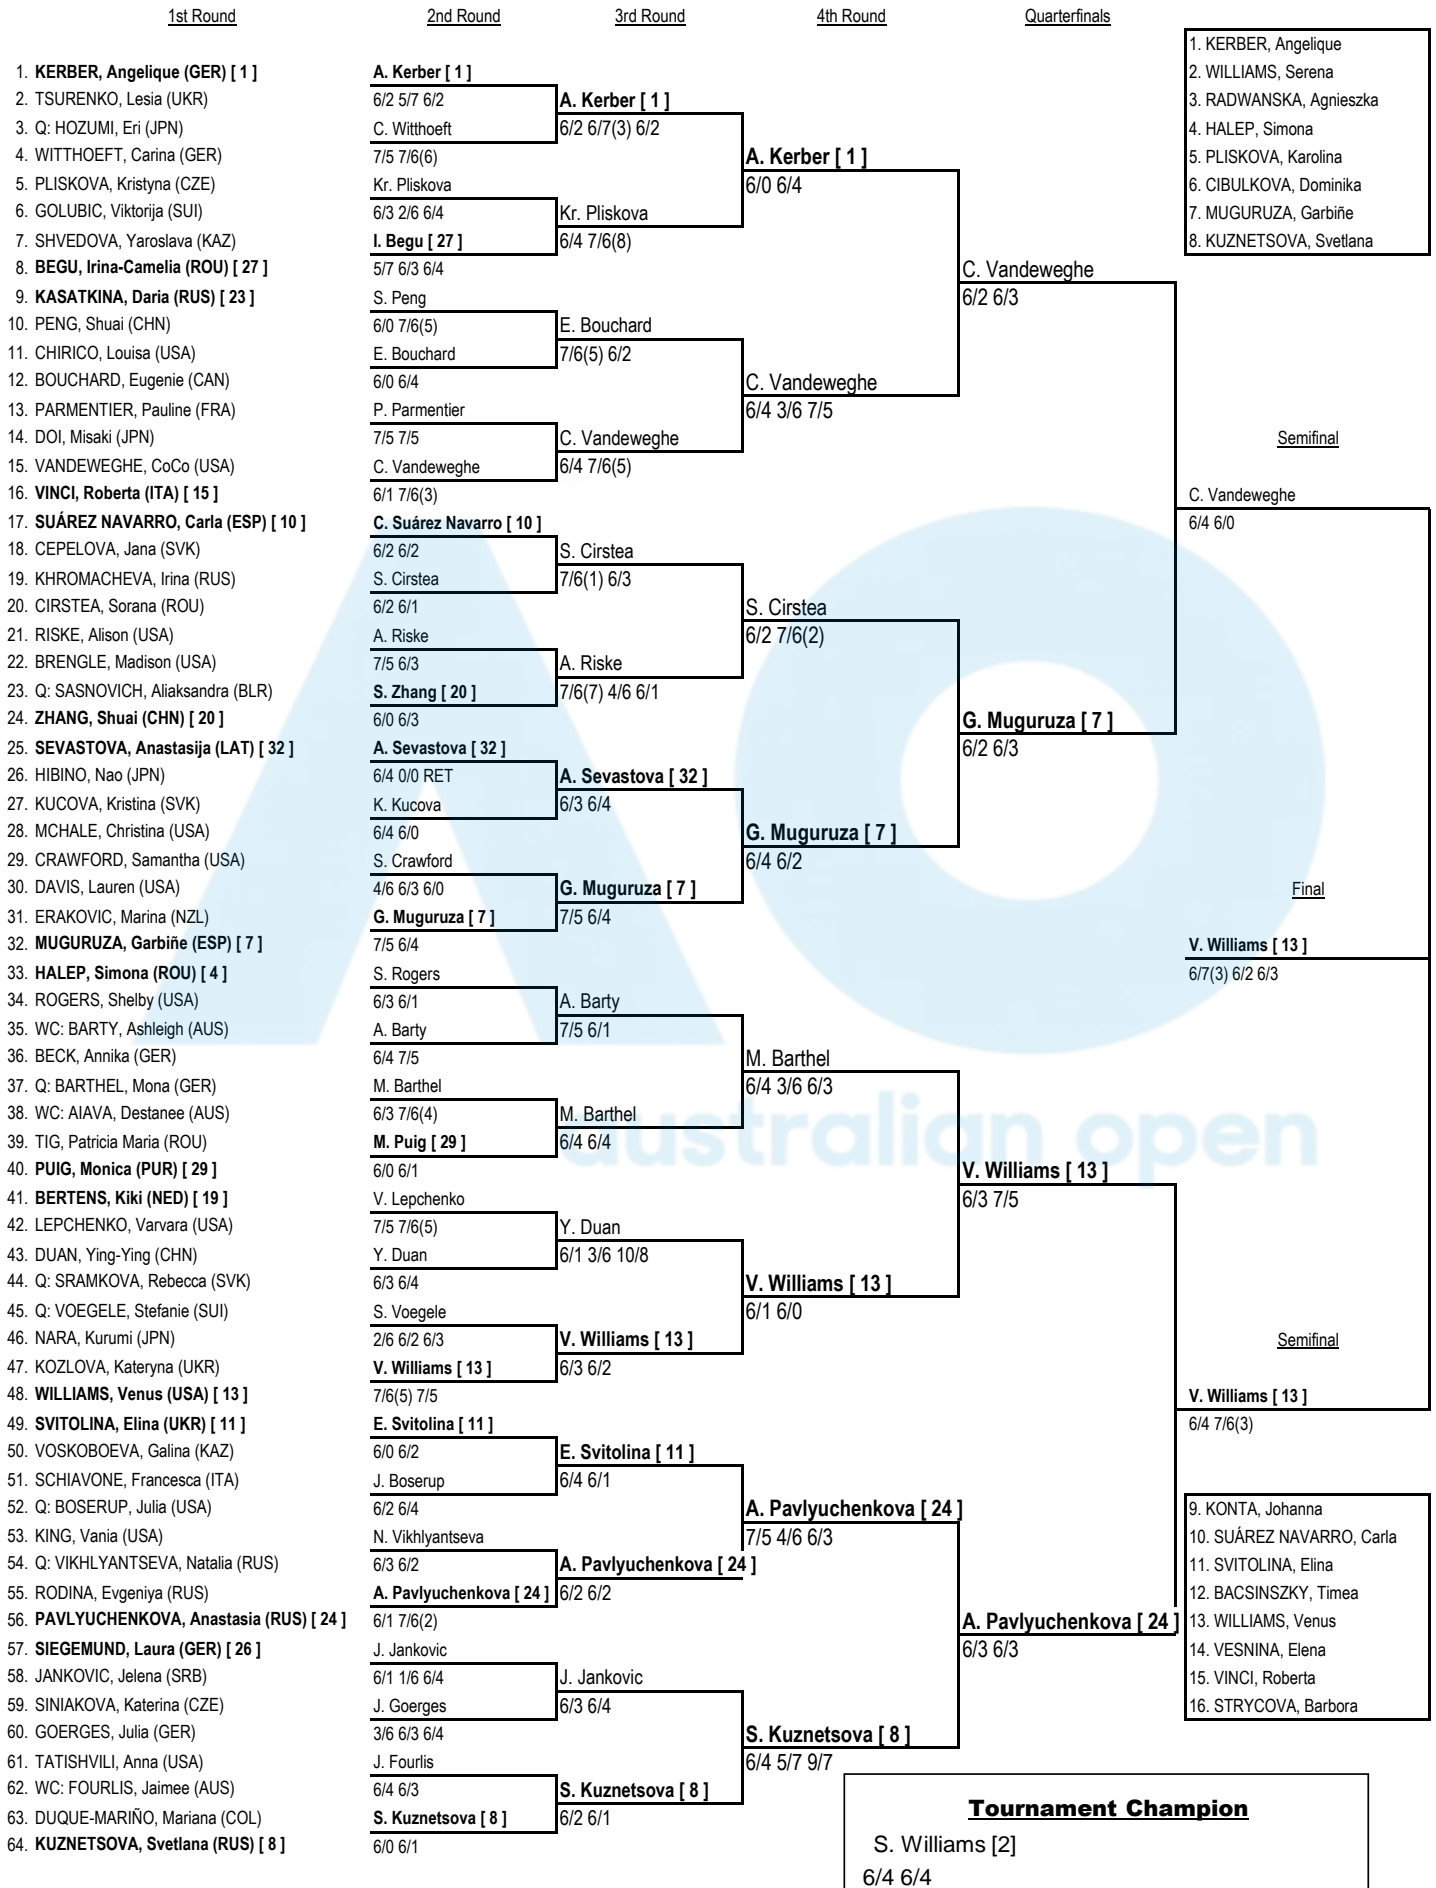 1st Round
2nd Round
3rd Round
4th Round
Quarterfinals
1. KERBER, Angelique (GER) [ 1 ]
2. TSURENKO, Lesia (UKR)
3. Q: HOZUMI, Eri (JPN)
4. WITTHOEFT, Carina (GER)
5. PLISKOVA, Kristyna (CZE)
6. GOLUBIC, Viktorija (SUI)
7. SHVEDOVA, Yaroslava (KAZ)
8. BEGU, Irina-Camelia (ROU) [ 27 ]
9. KASATKINA, Daria (RUS) [ 23 ]
10. PENG, Shuai (CHN)
11. CHIRICO, Louisa (USA)
12. BOUCHARD, Eugenie (CAN)
13. PARMENTIER, Pauline (FRA)
14. DOI, Misaki (JPN)
15. VANDEWEGHE, CoCo (USA)
16. VINCI, Roberta (ITA) [ 15 ]
17. SUÁREZ NAVARRO, Carla (ESP) [ 10 ]
18. CEPELOVA, Jana (SVK)
19. KHROMACHEVA, Irina (RUS)
20. CIRSTEA, Sorana (ROU)
21. RISKE, Alison (USA)
22. BRENGLE, Madison (USA)
23. Q: SASNOVICH, Aliaksandra (BLR)
24. ZHANG, Shuai (CHN) [ 20 ]
25. SEVASTOVA, Anastasija (LAT) [ 32 ]
26. HIBINO, Nao (JPN)
27. KUCOVA, Kristina (SVK)
28. MCHALE, Christina (USA)
29. CRAWFORD, Samantha (USA)
30. DAVIS, Lauren (USA)
31. ERAKOVIC, Marina (NZL)
32. MUGURUZA, Garbiñe (ESP) [ 7 ]
33. HALEP, Simona (ROU) [ 4 ]
34. ROGERS, Shelby (USA)
35. WC: BARTY, Ashleigh (AUS)
36. BECK, Annika (GER)
37. Q: BARTHEL, Mona (GER)
38. WC: AIAVA, Destanee (AUS)
39. TIG, Patricia Maria (ROU)
40. PUIG, Monica (PUR) [ 29 ]
41. BERTENS, Kiki (NED) [ 19 ]
42. LEPCHENKO, Varvara (USA)
43. DUAN, Ying-Ying (CHN)
44. Q: SRAMKOVA, Rebecca (SVK)
45. Q: VOEGELE, Stefanie (SUI)
46. NARA, Kurumi (JPN)
47. KOZLOVA, Kateryna (UKR)
48. WILLIAMS, Venus (USA) [ 13 ]
49. SVITOLINA, Elina (UKR) [ 11 ]
50. VOSKOBOEVA, Galina (KAZ)
51. SCHIAVONE, Francesca (ITA)
52. Q: BOSERUP, Julia (USA)
53. KING, Vania (USA)
54. Q: VIKHLYANTSEVA, Natalia (RUS)
55. RODINA, Evgeniya (RUS)
56. PAVLYUCHENKOVA, Anastasia (RUS) [ 24 ]
57. SIEGEMUND, Laura (GER) [ 26 ]
58. JANKOVIC, Jelena (SRB)
59. SINIAKOVA, Katerina (CZE)
60. GOERGES, Julia (GER)
61. TATISHVILI, Anna (USA)
62. WC: FOURLIS, Jaimee (AUS)
63. DUQUE-MARIÑO, Mariana (COL)
64. KUZNETSOVA, Svetlana (RUS) [ 8 ]
A. Kerber [ 1 ]
6/2 5/7 6/2
C. Witthoeft
7/5 7/6(6)
Kr. Pliskova
6/3 2/6 6/4
I. Begu [ 27 ]
5/7 6/3 6/4
S. Peng
6/0 7/6(5)
E. Bouchard
6/0 6/4
P. Parmentier
7/5 7/5
C. Vandeweghe
6/1 7/6(3)
C. Suárez Navarro [ 10 ]
6/2 6/2
S. Cirstea
6/2 6/1
A. Riske
7/5 6/3
S. Zhang [ 20 ]
6/0 6/3
A. Sevastova [ 32 ]
6/4 0/0 RET
K. Kucova
6/4 6/0
S. Crawford
4/6 6/3 6/0
G. Muguruza [ 7 ]
7/5 6/4
S. Rogers
6/3 6/1
A. Barty
6/4 7/5
M. Barthel
6/3 7/6(4)
M. Puig [ 29 ]
6/0 6/1
V. Lepchenko
7/5 7/6(5)
Y. Duan
6/3 6/4
S. Voegele
2/6 6/2 6/3
V. Williams [ 13 ]
7/6(5) 7/5
E. Svitolina [ 11 ]
6/0 6/2
J. Boserup
6/2 6/4
N. Vikhlyantseva
6/3 6/2
A. Pavlyuchenkova [ 24 ]
6/1 7/6(2)
J. Jankovic
6/1 1/6 6/4
J. Goerges
3/6 6/3 6/4
J. Fourlis
6/4 6/3
S. Kuznetsova [ 8 ]
6/0 6/1
A. Kerber [ 1 ]
6/2 6/7(3) 6/2
Kr. Pliskova
6/4 7/6(8)
E. Bouchard
7/6(5) 6/2
C. Vandeweghe
6/4 7/6(5)
S. Cirstea
7/6(1) 6/3
A. Riske
7/6(7) 4/6 6/1
A. Sevastova [ 32 ]
6/3 6/4
G. Muguruza [ 7 ]
7/5 6/4
A. Barty
7/5 6/1
M. Barthel
6/4 6/4
Y. Duan
6/1 3/6 10/8
V. Williams [ 13 ]
6/3 6/2
E. Svitolina [ 11 ]
6/4 6/1
A. Pavlyuchenkova [ 24 ]
6/2 6/2
J. Jankovic
6/3 6/4
S. Kuznetsova [ 8 ]
6/2 6/1
A. Kerber [ 1 ]
6/0 6/4
C. Vandeweghe
6/4 3/6 7/5
S. Cirstea
6/2 7/6(2)
G. Muguruza [ 7 ]
6/4 6/2
M. Barthel
6/4 3/6 6/3
V. Williams [ 13 ]
6/1 6/0
A. Pavlyuchenkova [ 24 ]
7/5 4/6 6/3
S. Kuznetsova [ 8 ]
6/4 5/7 9/7
C. Vandeweghe
6/2 6/3
G. Muguruza [ 7 ]
6/2 6/3
V. Williams [ 13 ]
6/3 7/5
A. Pavlyuchenkova [ 24 ]
6/3 6/3
1. KERBER, Angelique
2. WILLIAMS, Serena
3. RADWANSKA, Agnieszka
4. HALEP, Simona
5. PLISKOVA, Karolina
6. CIBULKOVA, Dominika
7. MUGURUZA, Garbiñe
8. KUZNETSOVA, Svetlana
Semifinal
C. Vandeweghe
6/4 6/0
Final
V. Williams [ 13 ]
6/7(3) 6/2 6/3
Semifinal
V. Williams [ 13 ]
6/4 7/6(3)
9. KONTA, Johanna
10. SUÁREZ NAVARRO, Carla
11. SVITOLINA, Elina
12. BACSINSZKY, Timea
13. WILLIAMS, Venus
14. VESNINA, Elena
15. VINCI, Roberta
16. STRYCOVA, Barbora
Tournament Champion
S. Williams [2]
6/4 6/4
AO
australian open